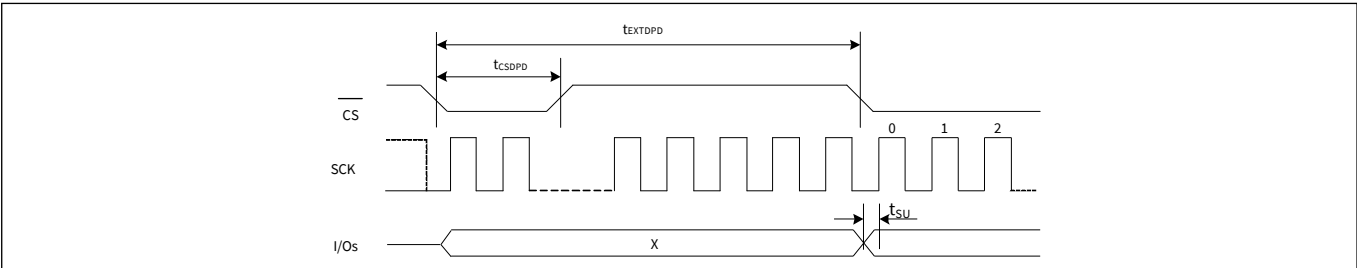 tEXTDPD
tCSDPD
CS
0 1 2
SCK
tSU
I/Os X